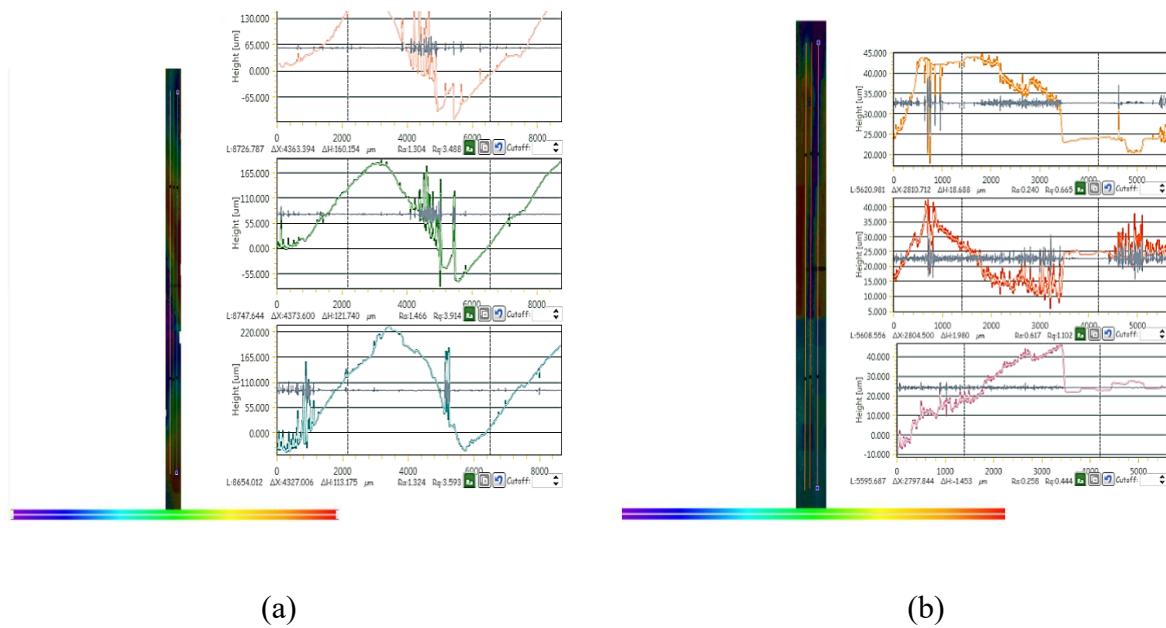 130.000
65.000
0.000
-65.000
Height [um]
0 2000 4000 6000 8000
L:8726.787 ΔX:4363.394 ΔH:160.154 μm Ra:1.304 Rq:3.488 Ra Cutoff:
165.000
110.000
55.000
0.000
-55.000
Height [um]
0 2000 4000 6000 8000
L:8747.644 ΔX:4373.600 ΔH:121.740 μm Ra:1.466 Rq:3.914 Ra Cutoff:
220.000
165.000
110.000
55.000
0.000
Height [um]
0 2000 4000 6000 8000
L:8654.012 ΔX:4327.006 ΔH:113.175 μm Ra:1.324 Rq:3.593 Ra Cutoff:
(a)
45.000
40.000
35.000
30.000
25.000
20.000
Height [um]
0 1000 2000 3000 4000 5000
L:5620.981 ΔX:2810.712 ΔH:18.688 μm Ra:0.240 Rq:0.665 Ra Cutoff:
40.000
35.000
30.000
25.000
20.000
15.000
10.000
5.000
Height [um]
0 1000 2000 3000 4000 5000
L:5608.556 ΔX:2804.500 ΔH:1.980 μm Ra:0.617 Rq:1.102 Ra Cutoff:
40.000
30.000
20.000
10.000
0.000
-10.000
Height [um]
0 1000 2000 3000 4000 5000
L:5595.687 ΔX:2797.844 ΔH:-1.453 μm Ra:0.258 Rq:0.444 Ra Cutoff:
(b)